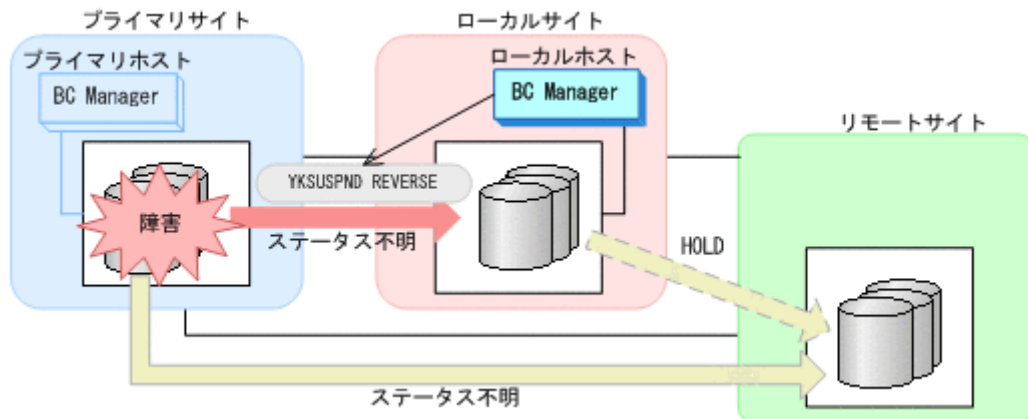 プライマリサイト
ローカルサイト
プライマリホスト
ローカルホスト
BC Manager
BC Manager
リモートサイト
YKSUSPND REVERSE
障害
ステータス不明
HOLD
ステータス不明